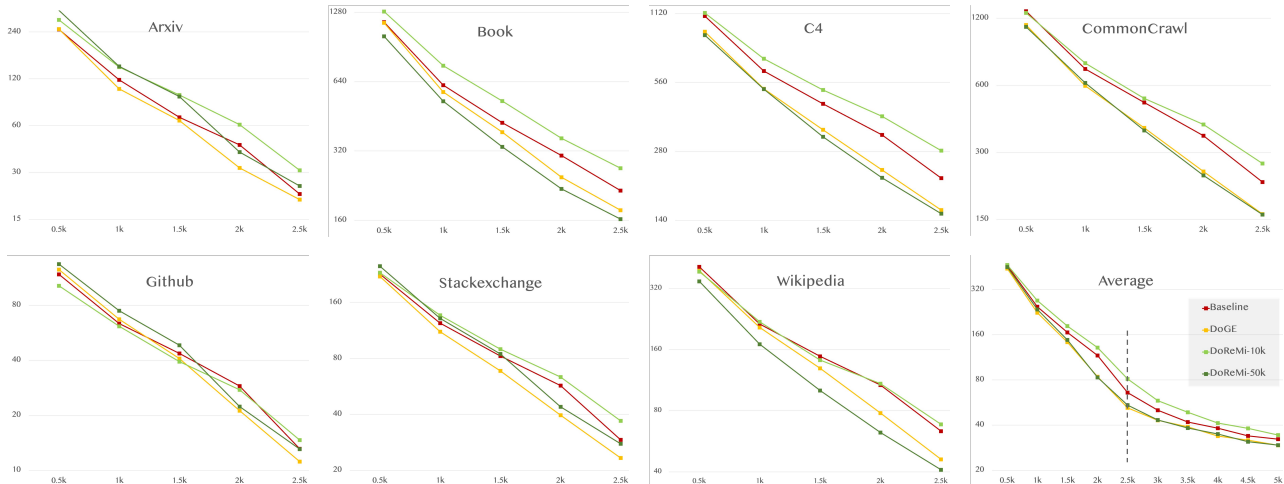 Arxiv
240
120
60
30
15
0.5k 1k 1.5k 2k 2.5k
Book
1280
640
320
160
0.5k 1k 1.5k 2k 2.5k
C4
1120
560
280
140
0.5k 1k 1.5k 2k 2.5k
CommonCrawl
1200
600
300
150
0.5k 1k 1.5k 2k 2.5k
Github
80
40
20
10
0.5k 1k 1.5k 2k 2.5k
Stackexchange
160
80
40
20
0.5k 1k 1.5k 2k 2.5k
Wikipedia
320
160
80
40
0.5k 1k 1.5k 2k 2.5k
Average
320
160
80
40
20
Baseline
DoGE
DoReMi-10k
DoReMi-50k
0.5k 1k 1.5k 2k 2.5k 3k 3.5k 4k 4.5k 5k